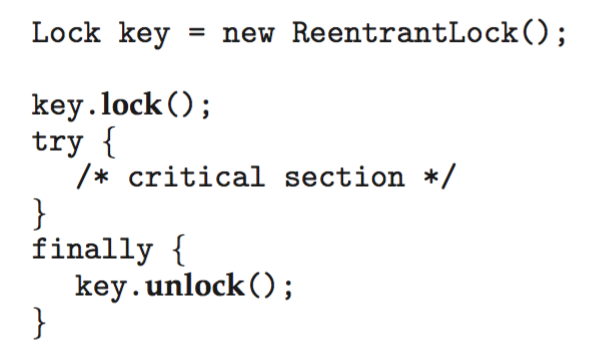 Lock key = new ReentrantLock();

key.lock();
try {
   /* critical section */
}
finally {
   key.unlock();
}